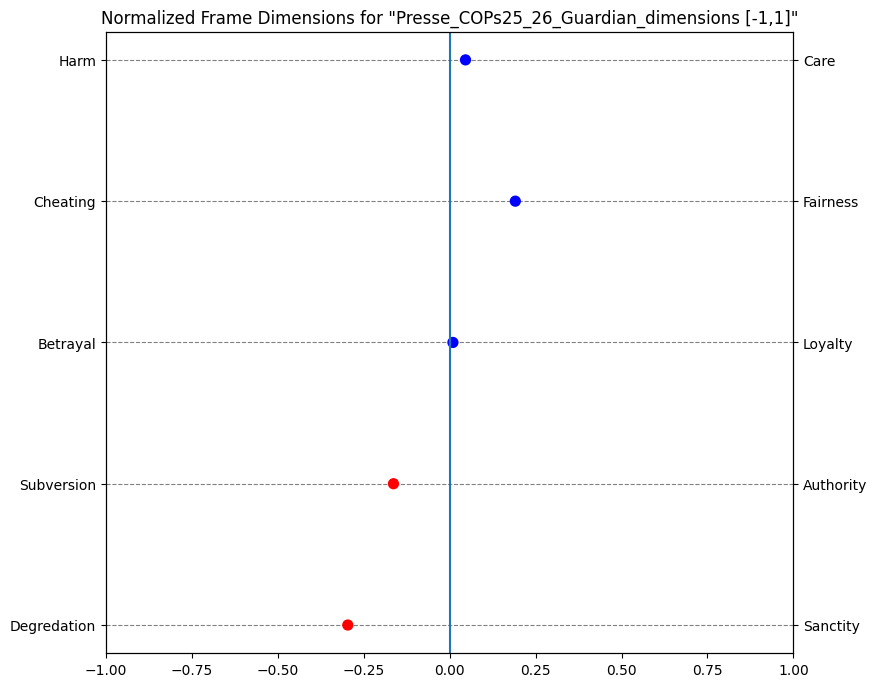 Normalized Frame Dimensions for "Presse_COPs25_26_Guardian_dimensions [-1,1]"
Harm Care
Cheating Fairness
Betrayal Loyalty
Subversion Authority
Degredation Sanctity
−1.00 −0.75 −0.50 −0.25 0.00 0.25 0.50 0.75 1.00